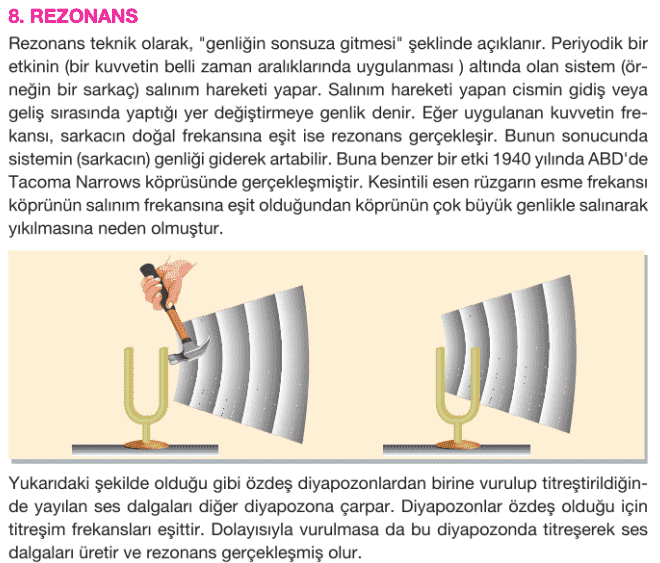 8. REZONANS
Rezonans teknik olarak, "genliğin sonsuza gitmesi" şeklinde açıklanır. Periyodik bir
etkinin (bir kuvvetin belli zaman aralıklarında uygulanması ) altında olan sistem (ör-
neğin bir sarkaç) salınım hareketi yapar. Salınım hareketi yapan cismin gidiş veya
geliş sırasında yaptığı yer değiştirmeye genlik denir. Eğer uygulanan kuvvetin fre-
kansı, sarkacın doğal frekansına eşit ise rezonans gerçekleşir. Bunun sonucunda
sistemin (sarkacın) genliği giderek artabilir. Buna benzer bir etki 1940 yılında ABD'de
Tacoma Narrows köprüsünde gerçekleşmiştir. Kesintili esen rüzgarın esme frekansı
köprünün salınım frekansına eşit olduğundan köprünün çok büyük genlikle salınarak
yıkılmasına neden olmuştur.
Yukarıdaki şekilde olduğu gibi özdeş diyapozonlardan birine vurulup titreştirildiğin-
de yayılan ses dalgaları diğer diyapozona çarpar. Diyapozonlar özdeş olduğu için
titreşim frekansları eşittir. Dolayısıyla vurulmasa da bu diyapozonda titreşerek ses
dalgaları üretir ve rezonans gerçekleşmiş olur.